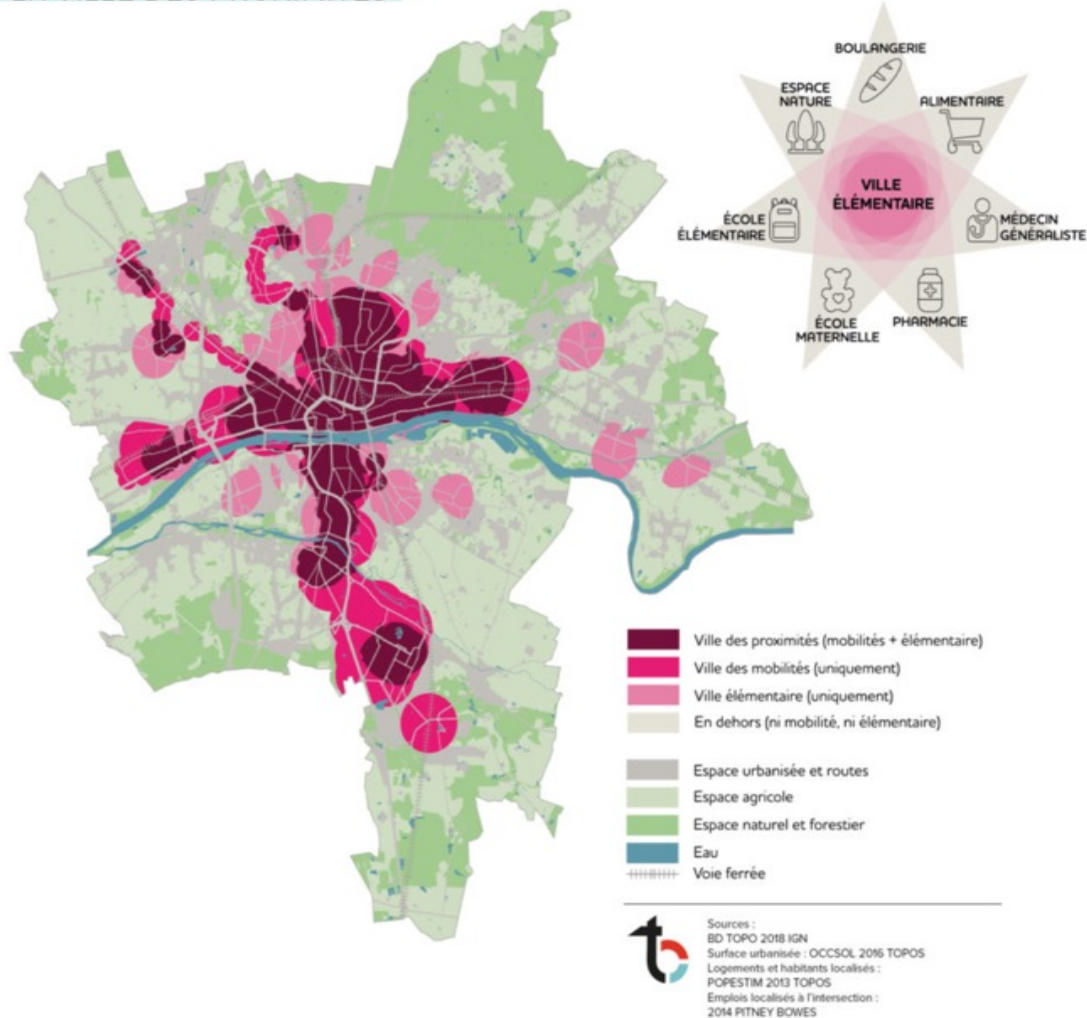 BOULANGERIE
ESPACE
NATURE
ALIMENTAIRE
VILLE
ÉLÉMENTAIRE
ÉCOLE
ÉLÉMENTAIRE
MÉDECIN
GÉNÉRALISTE
ÉCOLE
MATERNELLE
PHARMACIE
Ville des proximités (mobilités + élémentaire)
Ville des mobilités (uniquement)
Ville élémentaire (uniquement)
En dehors (ni mobilité, ni élémentaire)
Espace urbanisée et routes
Espace agricole
Espace naturel et forestier
Eau
Voie ferrée
Sources :
BD TOPO 2018 IGN
Surface urbanisée : OCCSOL 2016 TOPOS
Logements et habitants localisés :
POPESTIM 2013 TOPOS
Emplois localisés à l'intersection :
2014 PITNEY BOWES